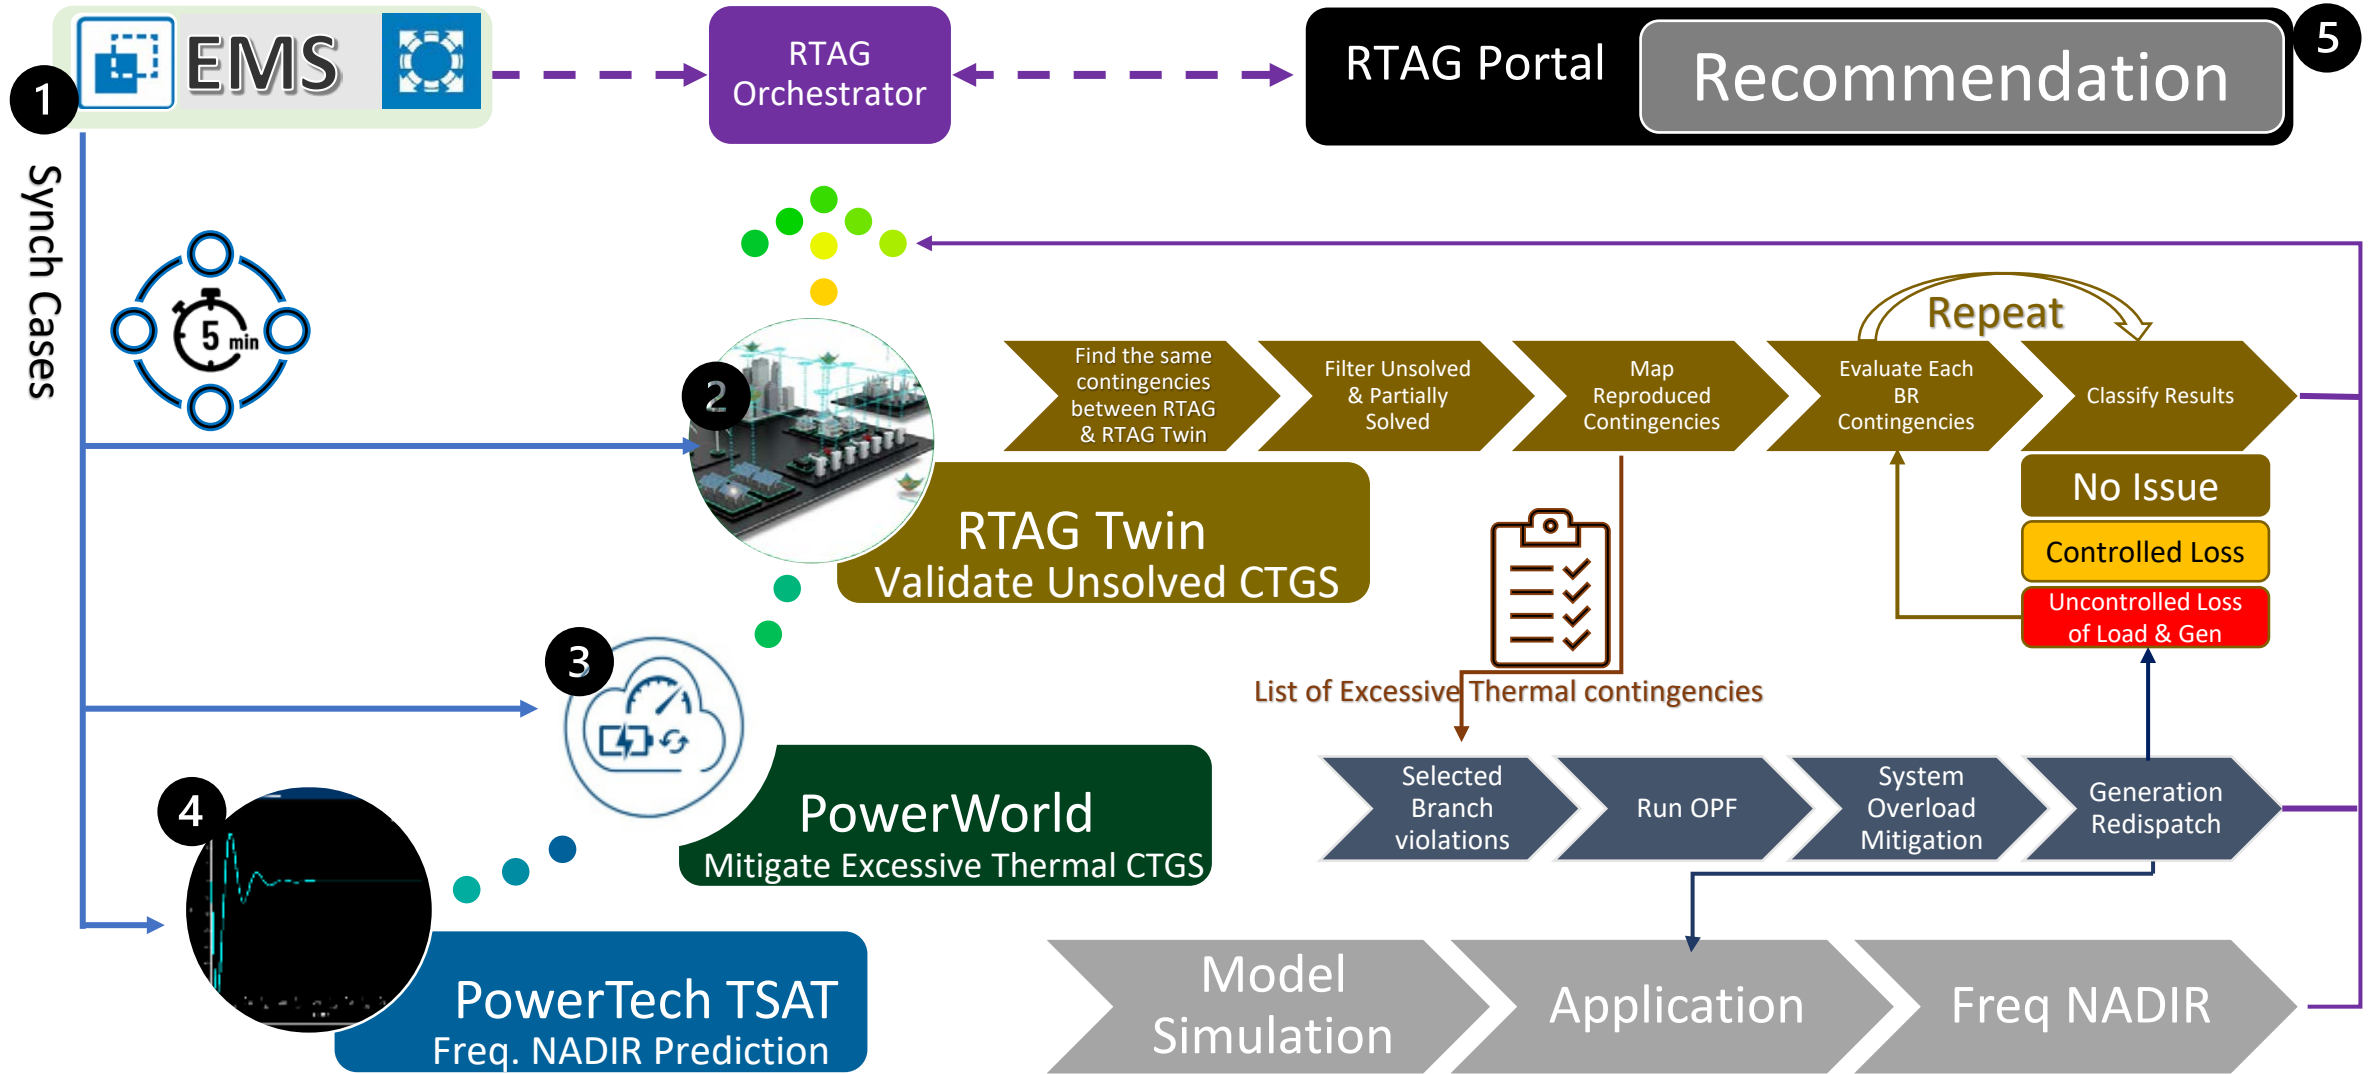 1
EMS
RTAG
Orchestrator
RTAG Portal
Recommendation
5
Synch Cases
5
min
2
Repeat
Find the same
contingencies
between RTAG
& RTAG Twin
Filter Unsolved
& Partially
Solved
Map
Reproduced
Contingencies
Evaluate Each
BR
Contingencies
Classify Results
No Issue
Controlled Loss
Uncontrolled Loss
of Load & Gen
RTAG Twin
Validate Unsolved CTGS
List of Excessive Thermal contingencies
3
PowerWorld
Mitigate Excessive Thermal CTGS
Selected
Branch
violations
Run OPF
System
Overload
Mitigation
Generation
Redispatch
4
PowerTech TSAT
Freq. NADIR Prediction
Model
Simulation
Application
Freq NADIR